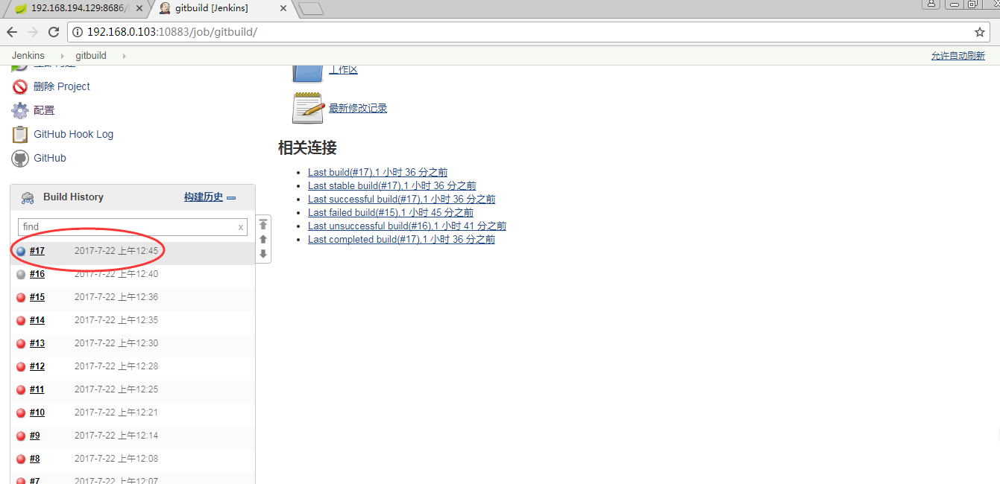 192.168.194.129:8686/
gitbuild [Jenkins]
192.168.0.103:10883/job/gitbuild/
Jenkins
gitbuild
允许自动刷新
立即构建
删除 Project
配置
GitHub Hook Log
GitHub
工作区
最新修改记录
相关连接
Last build(#17),1 小时 36 分之前
Last stable build(#17),1 小时 36 分之前
Last successful build(#17),1 小时 36 分之前
Last failed build(#15),1 小时 45 分之前
Last unsuccessful build(#16),1 小时 41 分之前
Last completed build(#17),1 小时 36 分之前
Build History 构建历史
find x
#17 2017-7-22 上午12:45
#16 2017-7-22 上午12:40
#15 2017-7-22 上午12:36
#14 2017-7-22 上午12:35
#13 2017-7-22 上午12:30
#12 2017-7-22 上午12:28
#11 2017-7-22 上午12:25
#10 2017-7-22 上午12:21
#9 2017-7-22 上午12:14
#8 2017-7-22 上午12:08
#7 2017-7-22 上午12:07